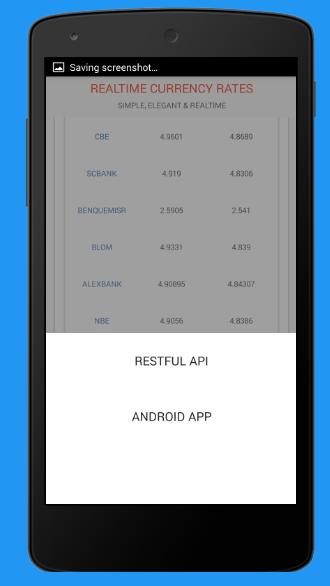 Saving screenshot...
REALTIME CURRENCY RATES
SIMPLE, ELEGANT & REALTIME
CBE 4.9601 4.8689
SCBANK 4.919 4.8306
BENQUEMISR 2.5905 2.541
BLOM 4.9331 4.839
ALEXBANK 4.90895 4.84307
NBE 4.9056 4.8386
RESTFUL API
ANDROID APP